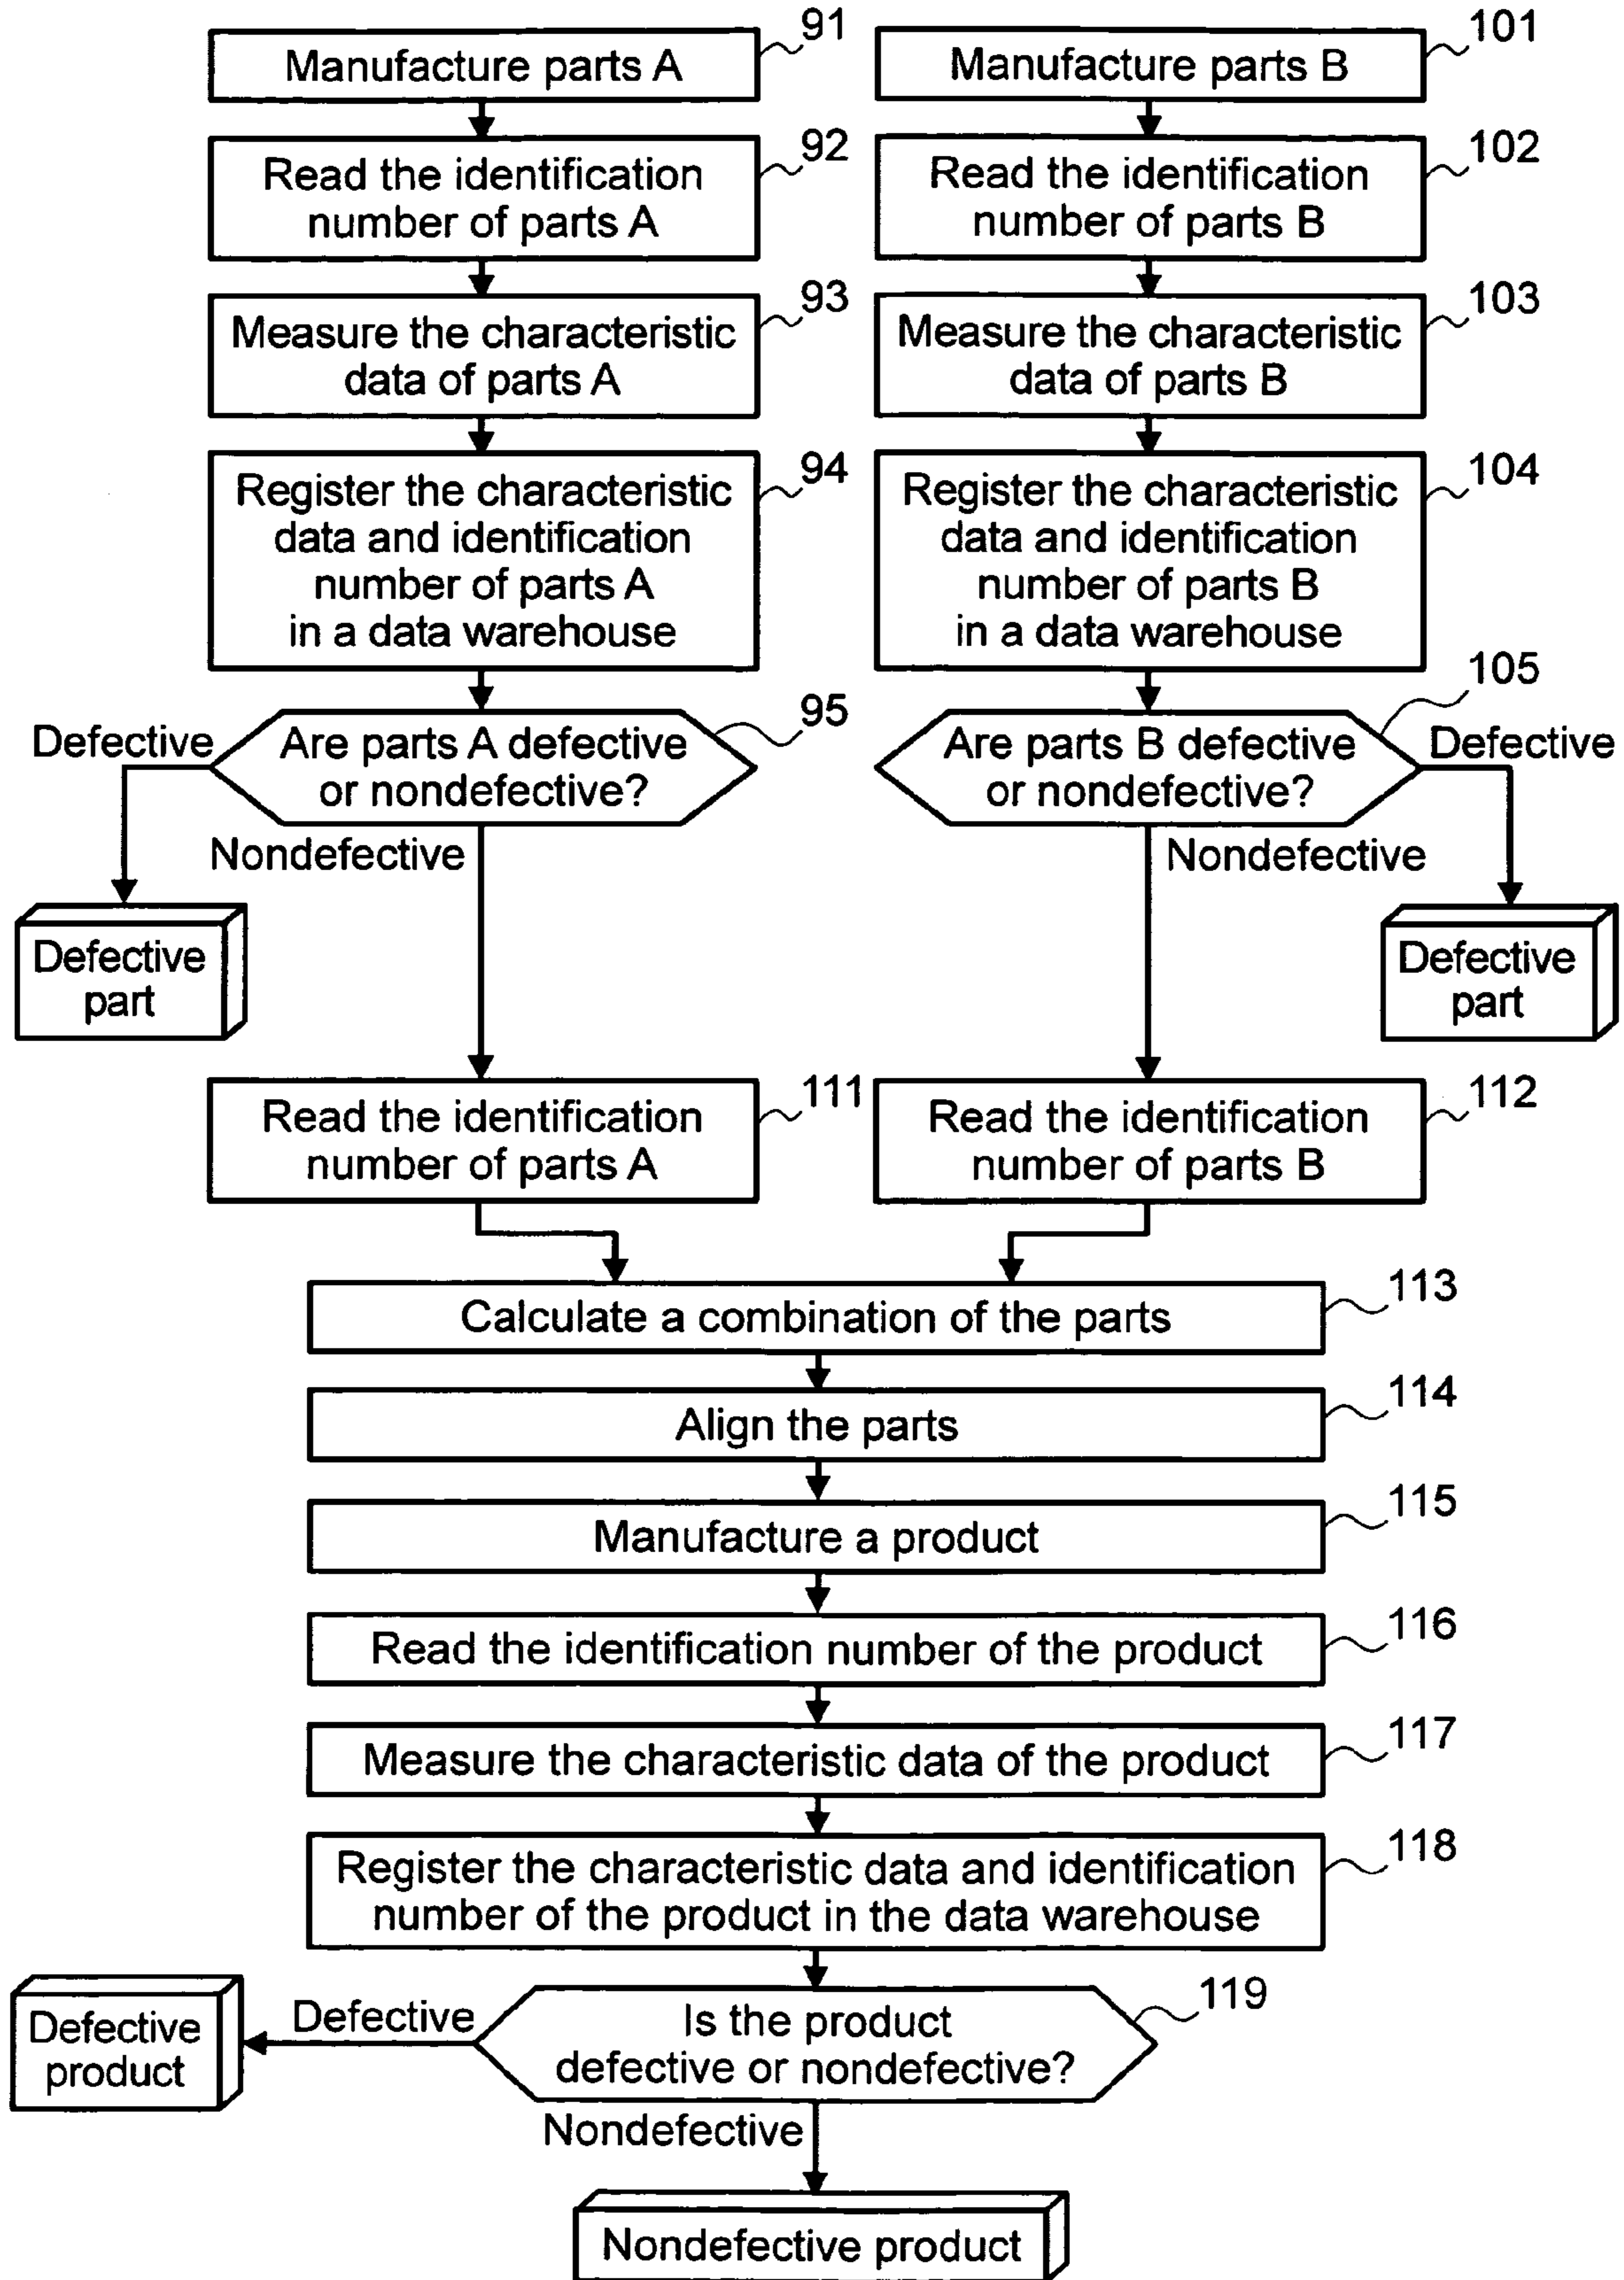 Manufacture parts A
91
Read the identification
number of parts A
92
Measure the characteristic
data of parts A
93
Register the characteristic
data and identification
number of parts A
in a data warehouse
94
Are parts A defective
or nondefective?
95
Defective
Nondefective
Defective
part
Manufacture parts B
101
Read the identification
number of parts B
102
Measure the characteristic
data of parts B
103
Register the characteristic
data and identification
number of parts B
in a data warehouse
104
Are parts B defective
or nondefective?
105
Defective
Nondefective
Defective
part
Read the identification
number of parts A
111
Read the identification
number of parts B
112
Calculate a combination of the parts
113
Align the parts
114
Manufacture a product
115
Read the identification number of the product
116
Measure the characteristic data of the product
117
Register the characteristic data and identification
number of the product in the data warehouse
118
Is the product
defective or nondefective?
119
Defective
Defective
product
Nondefective
Nondefective product